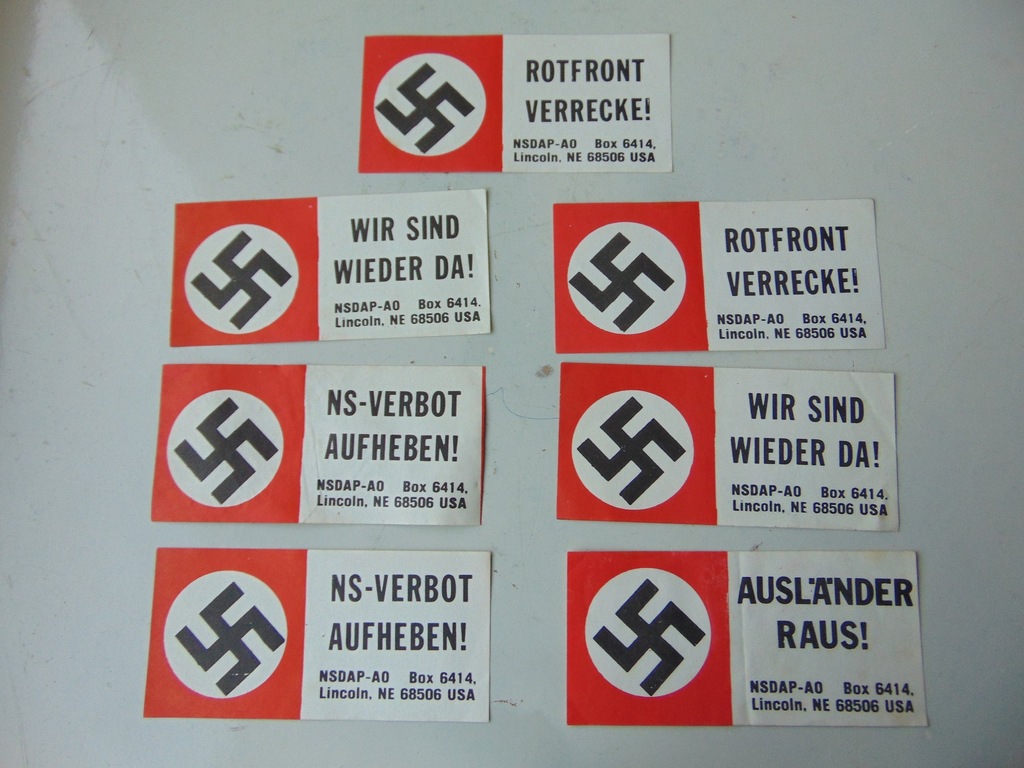 ROTFRONT
VERRECKE!
NSDAP-AO Box 6414,
Lincoln, NE 68506 USA
WIR SIND
WIEDER DA!
NSDAP-AO Box 6414.
Lincoln, NE 68506 USA
ROTFRONT
VERRECKE!
NSDAP-AO Box 6414,
Lincoln, NE 68506 USA
NS-VERBOT
AUFHEBEN!
NSDAP-AO Box 6414,
Lincoln, NE 68506 USA
WIR SIND
WIEDER DA!
NSDAP-AO Box 6414.
Lincoln, NE 68506 USA
NS-VERBOT
AUFHEBEN!
NSDAP-AO Box 6414,
Lincoln, NE 68506 USA
AUSLÄNDER
RAUS!
NSDAP-AO Box 6414,
Lincoln, NE 68506 USA